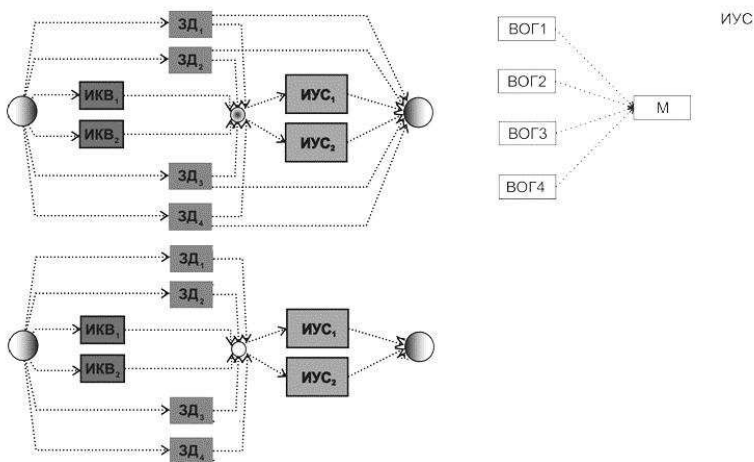 ЗД₁
ЗД₂
ИКВ₁
ИКВ₂
ИУС₁
ИУС₂
ЗД₃
ЗД₄
ВОГ1
ВОГ2
ВОГ3
ВОГ4
М
ИУС
ЗД₁
ЗД₂
ИКВ₁
ИКВ₂
ИУС₁
ИУС₂
ЗД₃
ЗД₄